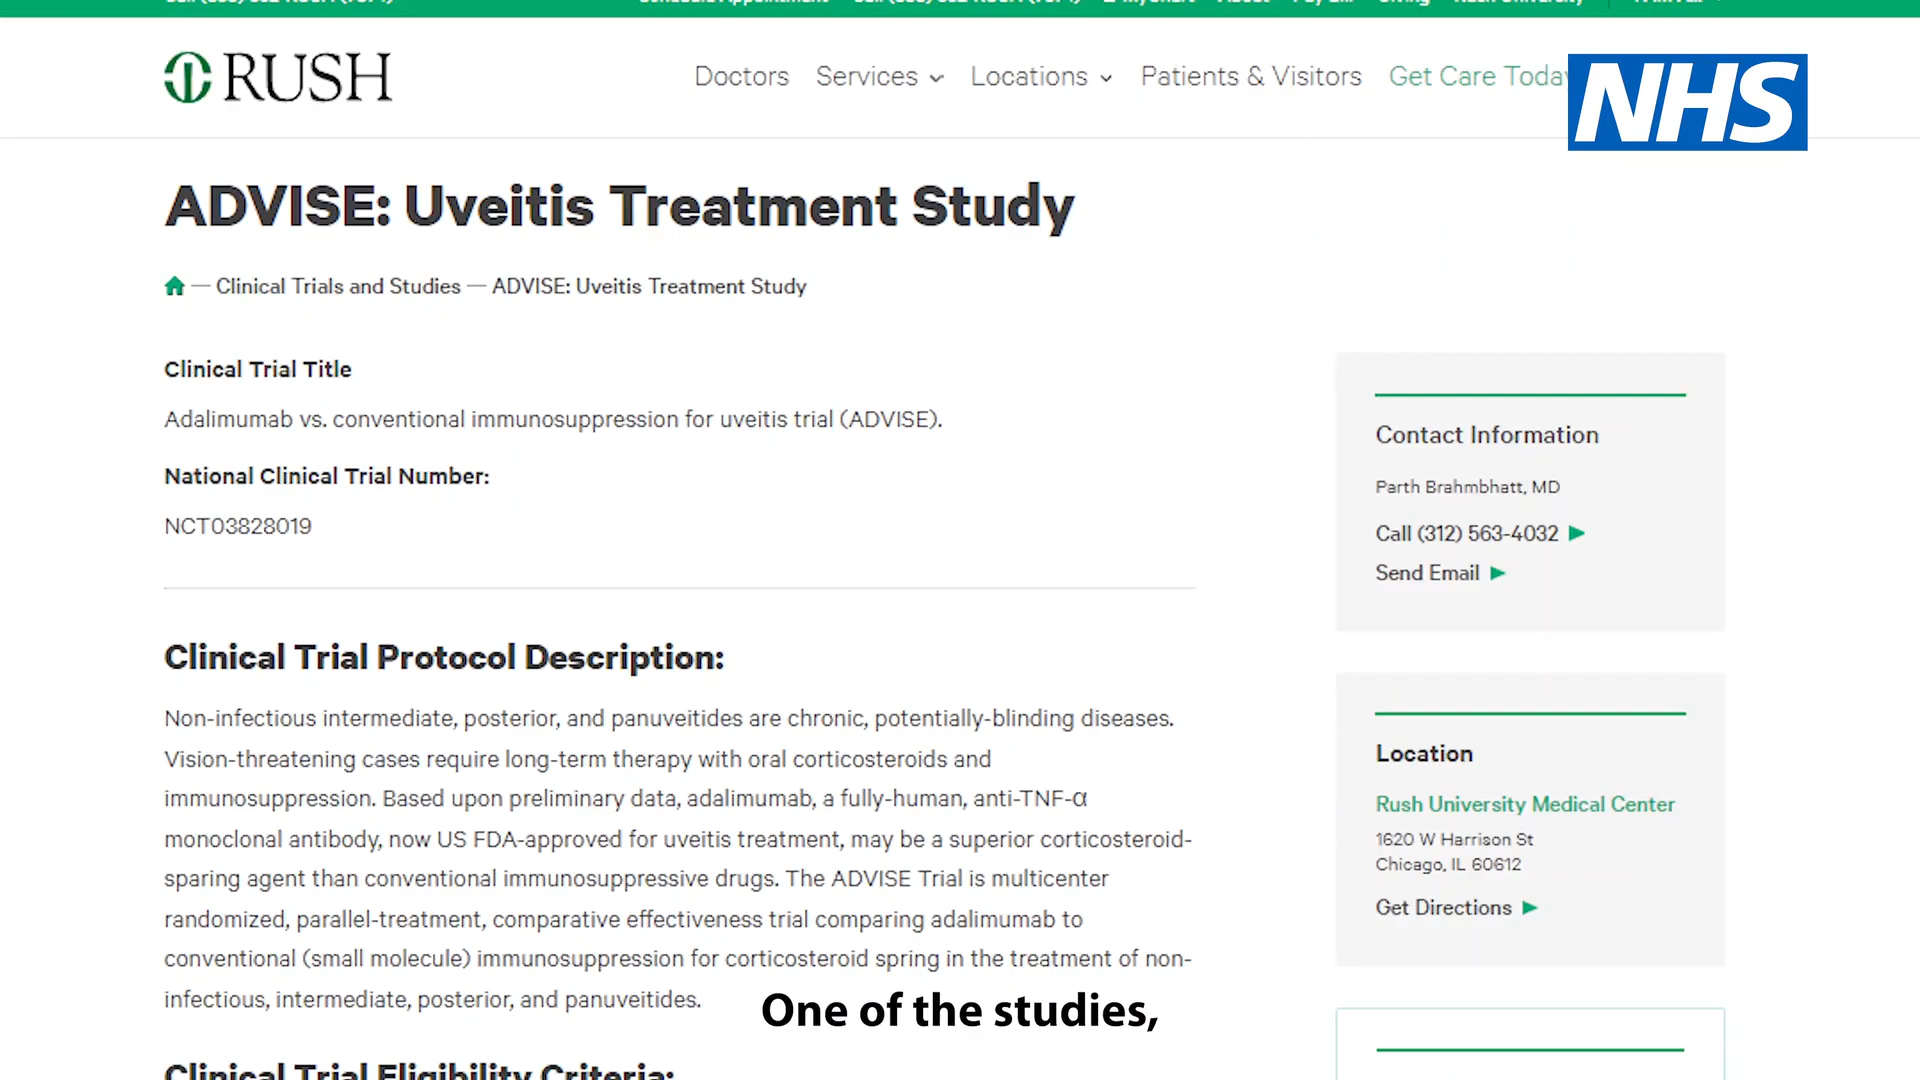 RUSH
Doctors Services Locations Patients & Visitors Get Care Today
NHS
ADVISE: Uveitis Treatment Study
— Clinical Trials and Studies — ADVISE: Uveitis Treatment Study
Clinical Trial Title
Adalimumab vs. conventional immunosuppression for uveitis trial (ADVISE).
National Clinical Trial Number:
NCT03828019
Clinical Trial Protocol Description:
Non-infectious intermediate, posterior, and panuveitides are chronic, potentially-blinding diseases.
Vision-threatening cases require long-term therapy with oral corticosteroids and
immunosuppression. Based upon preliminary data, adalimumab, a fully-human, anti-TNF-α
monoclonal antibody, now US FDA-approved for uveitis treatment, may be a superior corticosteroid-
sparing agent than conventional immunosuppressive drugs. The ADVISE Trial is multicenter
randomized, parallel-treatment, comparative effectiveness trial comparing adalimumab to
conventional (small molecule) immunosuppression for corticosteroid spring in the treatment of non-
infectious, intermediate, posterior, and panuveitides.
Clinical Trial Eligibility Criteria:
Contact Information
Parth Brahmbhatt, MD
Call (312) 563-4032
Send Email
Location
Rush University Medical Center
1620 W Harrison St
Chicago, IL 60612
Get Directions
One of the studies,